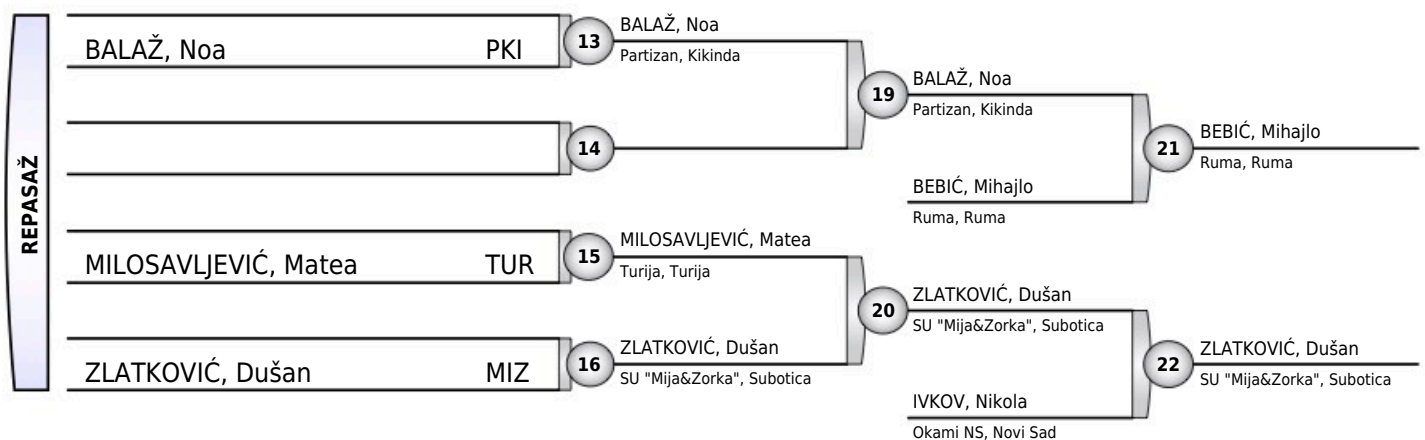 REPASAŽ
BALAŽ, Noa PKI
13
BALAŽ, Noa
Partizan, Kikinda
14
19
BALAŽ, Noa
Partizan, Kikinda
BEBIĆ, Mihajlo
Ruma, Ruma
21
BEBIĆ, Mihajlo
Ruma, Ruma
MILOSAVLJEVIĆ, Matea TUR
15
MILOSAVLJEVIĆ, Matea
Turija, Turija
ZLATKOVIĆ, Dušan MIZ
16
ZLATKOVIĆ, Dušan
SU "Mija&Zorka", Subotica
20
ZLATKOVIĆ, Dušan
SU "Mija&Zorka", Subotica
IVKOV, Nikola
Okami NS, Novi Sad
22
ZLATKOVIĆ, Dušan
SU "Mija&Zorka", Subotica